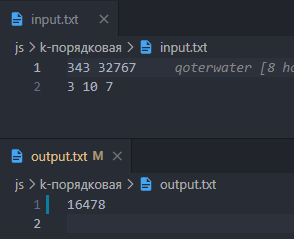 input.txt
js > k-порядковая > input.txt
1 343 32767 qoterwater [8 ho
2 3 10 7
output.txt M
js > k-порядковая > output.txt
1 16478
2